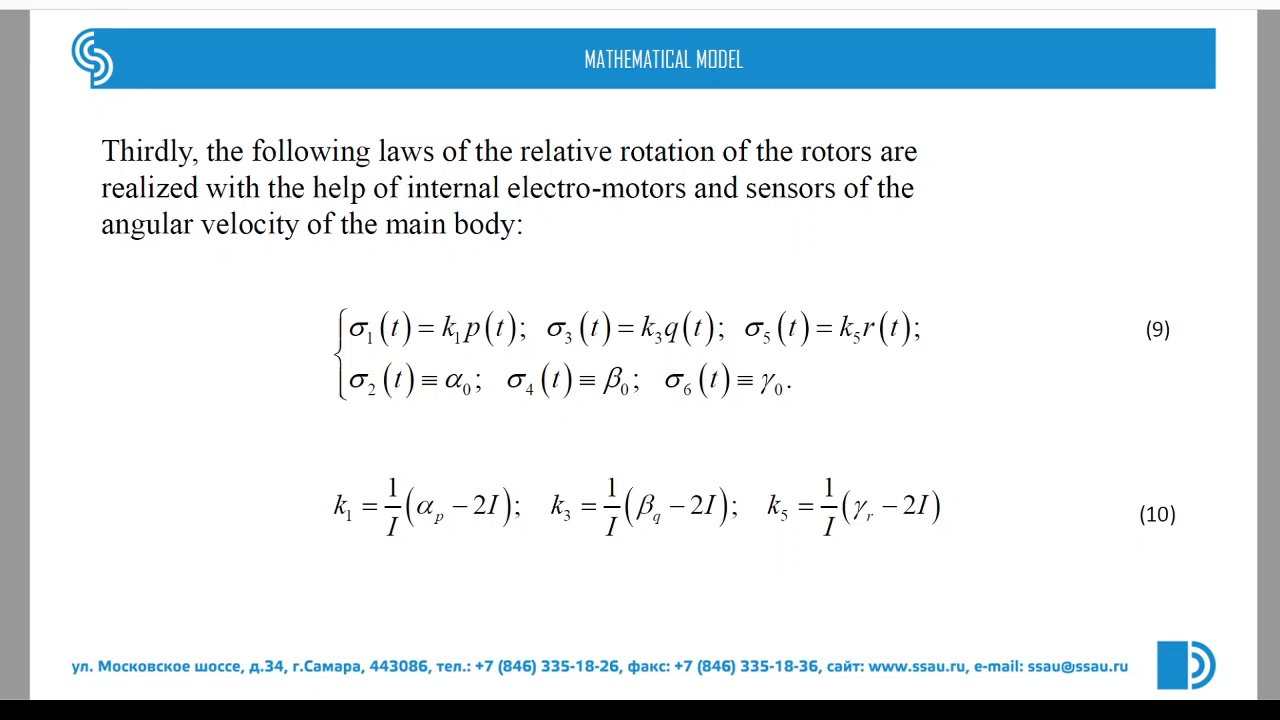 MATHEMATICAL MODEL
Thirdly, the following laws of the relative rotation of the rotors are
realized with the help of internal electro-motors and sensors of the
angular velocity of the main body:
σ₁(t) = k₁p(t); σ₃(t) = k₃q(t); σ₅(t) = k₅r(t); (9)
σ₂(t) ≡ α₀; σ₄(t) ≡ β₀; σ₆(t) ≡ γ₀.
k₁ = 1/I (αₚ − 2I); k₃ = 1/I (β_q − 2I); k₅ = 1/I (γᵣ − 2I) (10)
ул. Московское шоссе, д.34, г.Самара, 443086, тел.: +7 (846) 335-18-26, факс: +7 (846) 335-18-36, сайт: www.ssau.ru, e-mail: ssau@ssau.ru